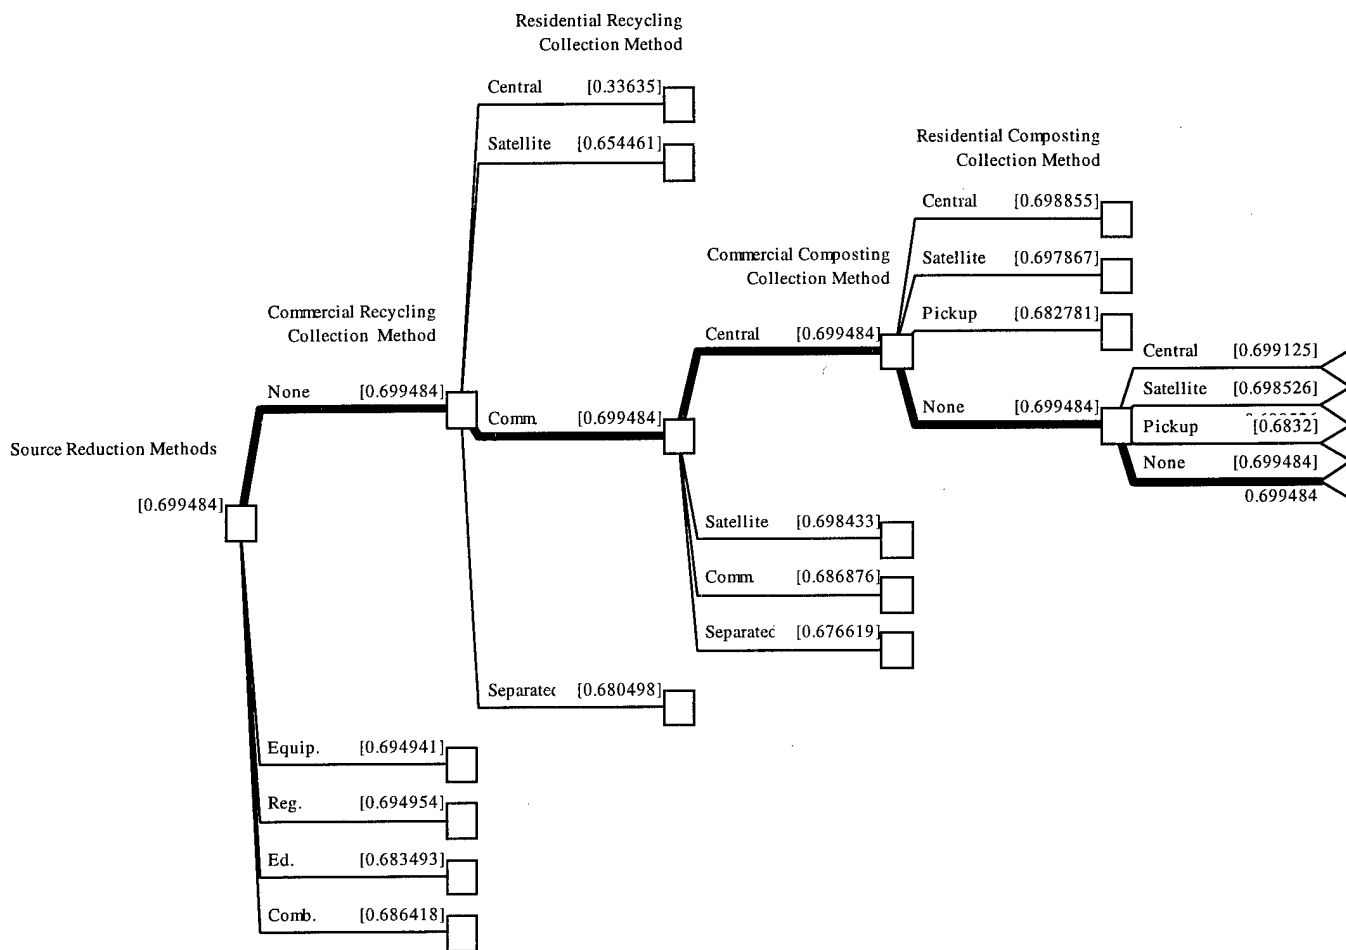 Residential Recycling
Collection Method
Central [0.33635]
Satellite [0.654461]
Residential Composting
Collection Method
Central [0.698855]
Satellite [0.697867]
Pickup [0.682781]
Commercial Composting
Collection Method
Commercial Recycling
Collection Method
Central [0.699484]
Central [0.699125]
Satellite [0.698526]
Pickup [0.6832]
None [0.699484]
0.699484
None [0.699484]
None [0.699484]
Comm. [0.699484]
Source Reduction Methods
[0.699484]
Satellite [0.698433]
Comm. [0.686876]
Separated [0.676619]
Separated [0.680498]
Equip. [0.694941]
Reg. [0.694954]
Ed. [0.683493]
Comb. [0.686418]